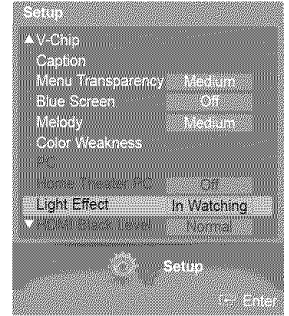 Setup
▲V-Chip
Caption
Menu Transparency Medium
Blue Screen Off
Melody Medium
Color Weakness
PC
Home Theater PC Off
Light Effect In Watching
▼HDMI Black Level Normal
Setup
Enter